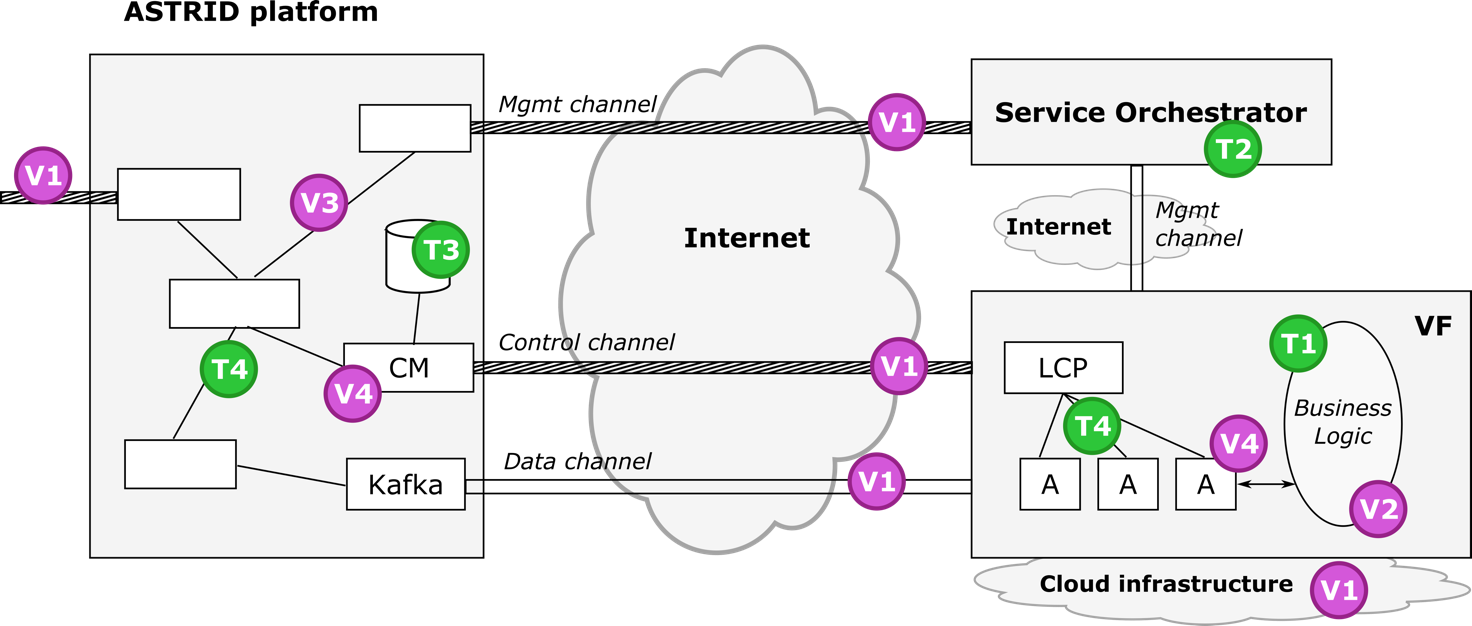 ASTRID platform
Mgmt channel
V1
Service Orchestrator
T2
V1
V3
T3
Internet
Internet
Mgmt
channel
Control channel
V1
CM
T4
V4
VF
T1
LCP
T4
Business
Logic
V4
Data channel
V1
Kafka
A
A
A
V2
Cloud infrastructure
V1